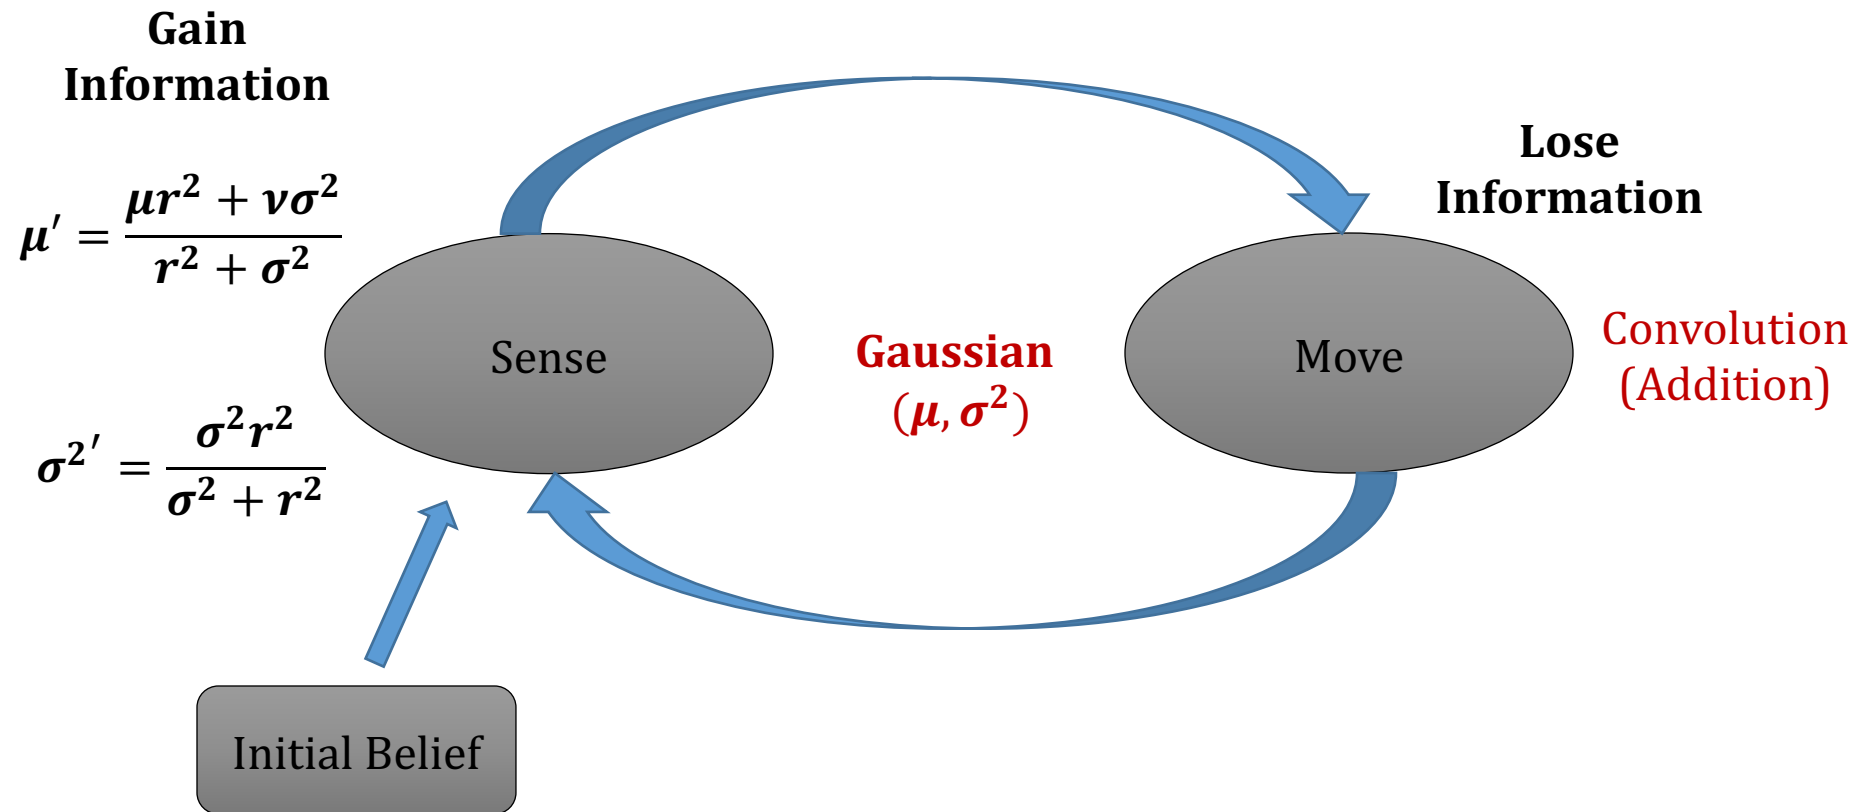 Gain
Information
μ′ = (μr² + νσ²) / (r² + σ²)
σ²′ = (σ²r²) / (σ² + r²)
Sense
Gaussian
(μ, σ²)
Lose
Information
Move
Convolution
(Addition)
Initial Belief